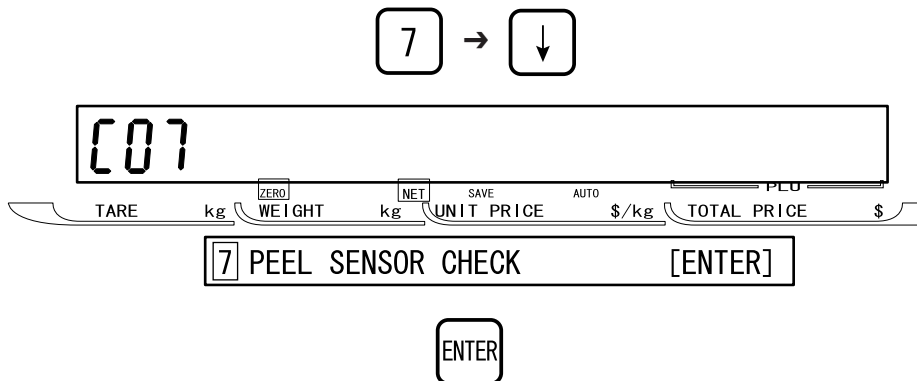 7 → ↓
C07
ZERO NET SAVE AUTO PLU
TARE kg WEIGHT kg UNIT PRICE $/kg TOTAL PRICE $
7 PEEL SENSOR CHECK [ENTER]
ENTER